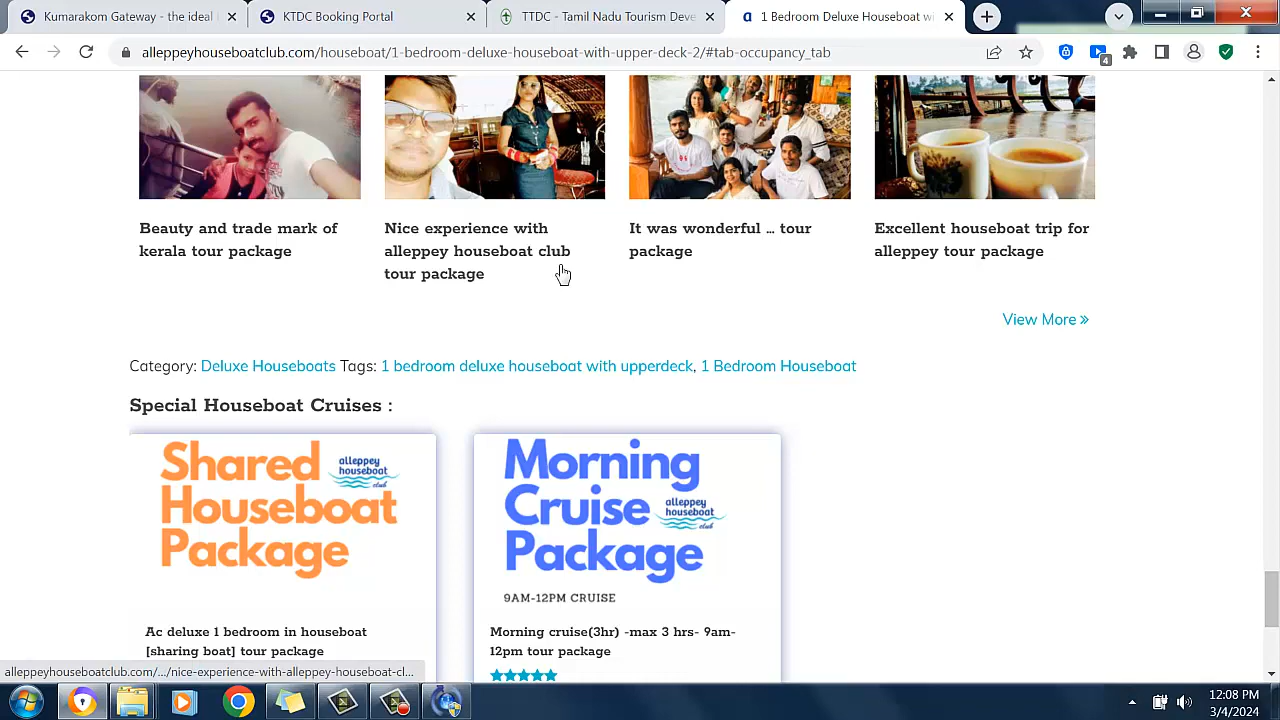 Kumarakom Gateway - the ideal
KTDC Booking Portal
TTDC - Tamil Nadu Tourism Deve
1 Bedroom Deluxe Houseboat wi
alleppeyhouseboatclub.com/houseboat/1-bedroom-deluxe-houseboat-with-upper-deck-2/#tab-occupancy_tab
4
Beauty and trade mark of
kerala tour package
Nice experience with
alleppey houseboat club
tour package
It was wonderful ... tour
package
Excellent houseboat trip for
alleppey tour package
View More »
Category: Deluxe Houseboats Tags: 1 bedroom deluxe houseboat with upperdeck, 1 Bedroom Houseboat
Special Houseboat Cruises :
Shared
Houseboat
Package
alleppey
houseboat
club
Morning
Cruise
Package
alleppey
houseboat
club
9AM-12PM CRUISE
Ac deluxe 1 bedroom in houseboat
[sharing boat] tour package
Morning cruise(3hr) -max 3 hrs- 9am-
12pm tour package
alleppeyhouseboatclub.com/.../nice-experience-with-alleppey-houseboat-cl...
12:08 PM
3/4/2024